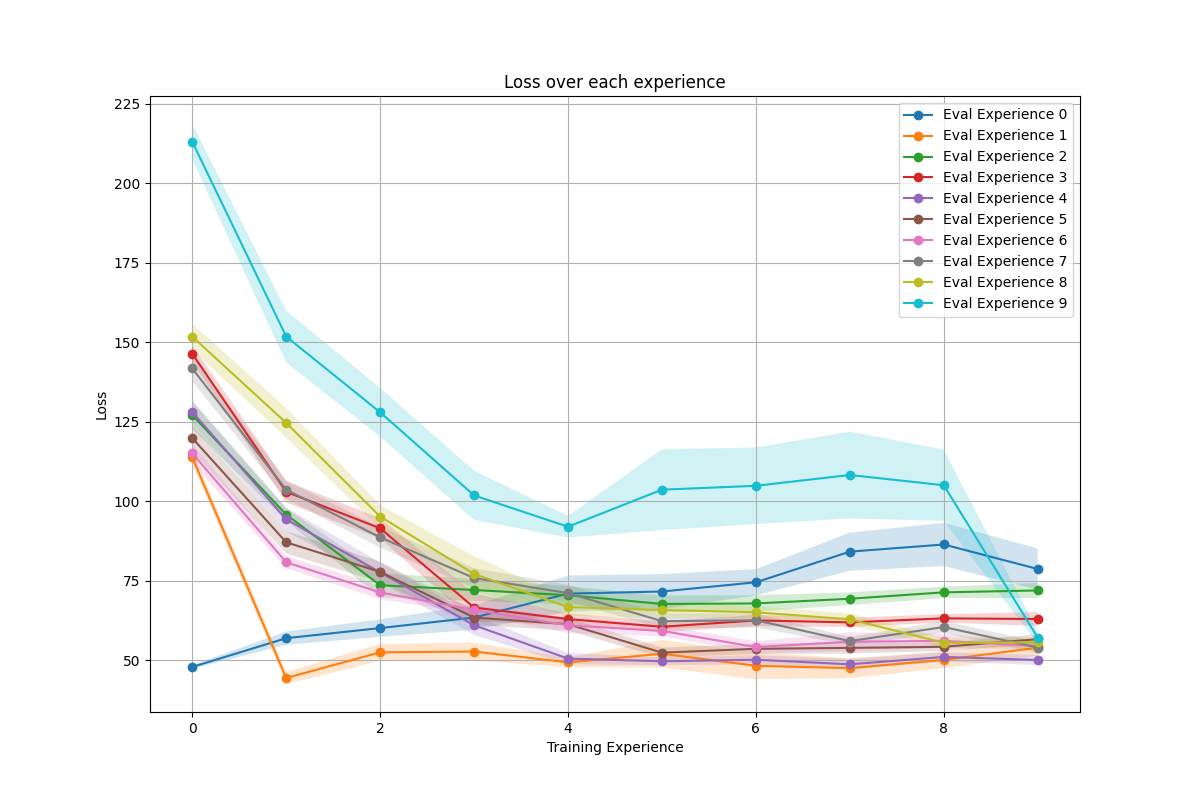 Loss over each experience
225
200
175
150
125
100
75
50
Loss
0
2
4
6
8
Training Experience
Eval Experience 0
Eval Experience 1
Eval Experience 2
Eval Experience 3
Eval Experience 4
Eval Experience 5
Eval Experience 6
Eval Experience 7
Eval Experience 8
Eval Experience 9